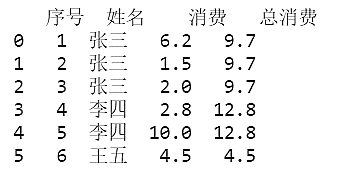 序号 姓名 消费 总消费
0 1 张三 6.2 9.7
1 2 张三 1.5 9.7
2 3 张三 2.0 9.7
3 4 李四 2.8 12.8
4 5 李四 10.0 12.8
5 6 王五 4.5 4.5